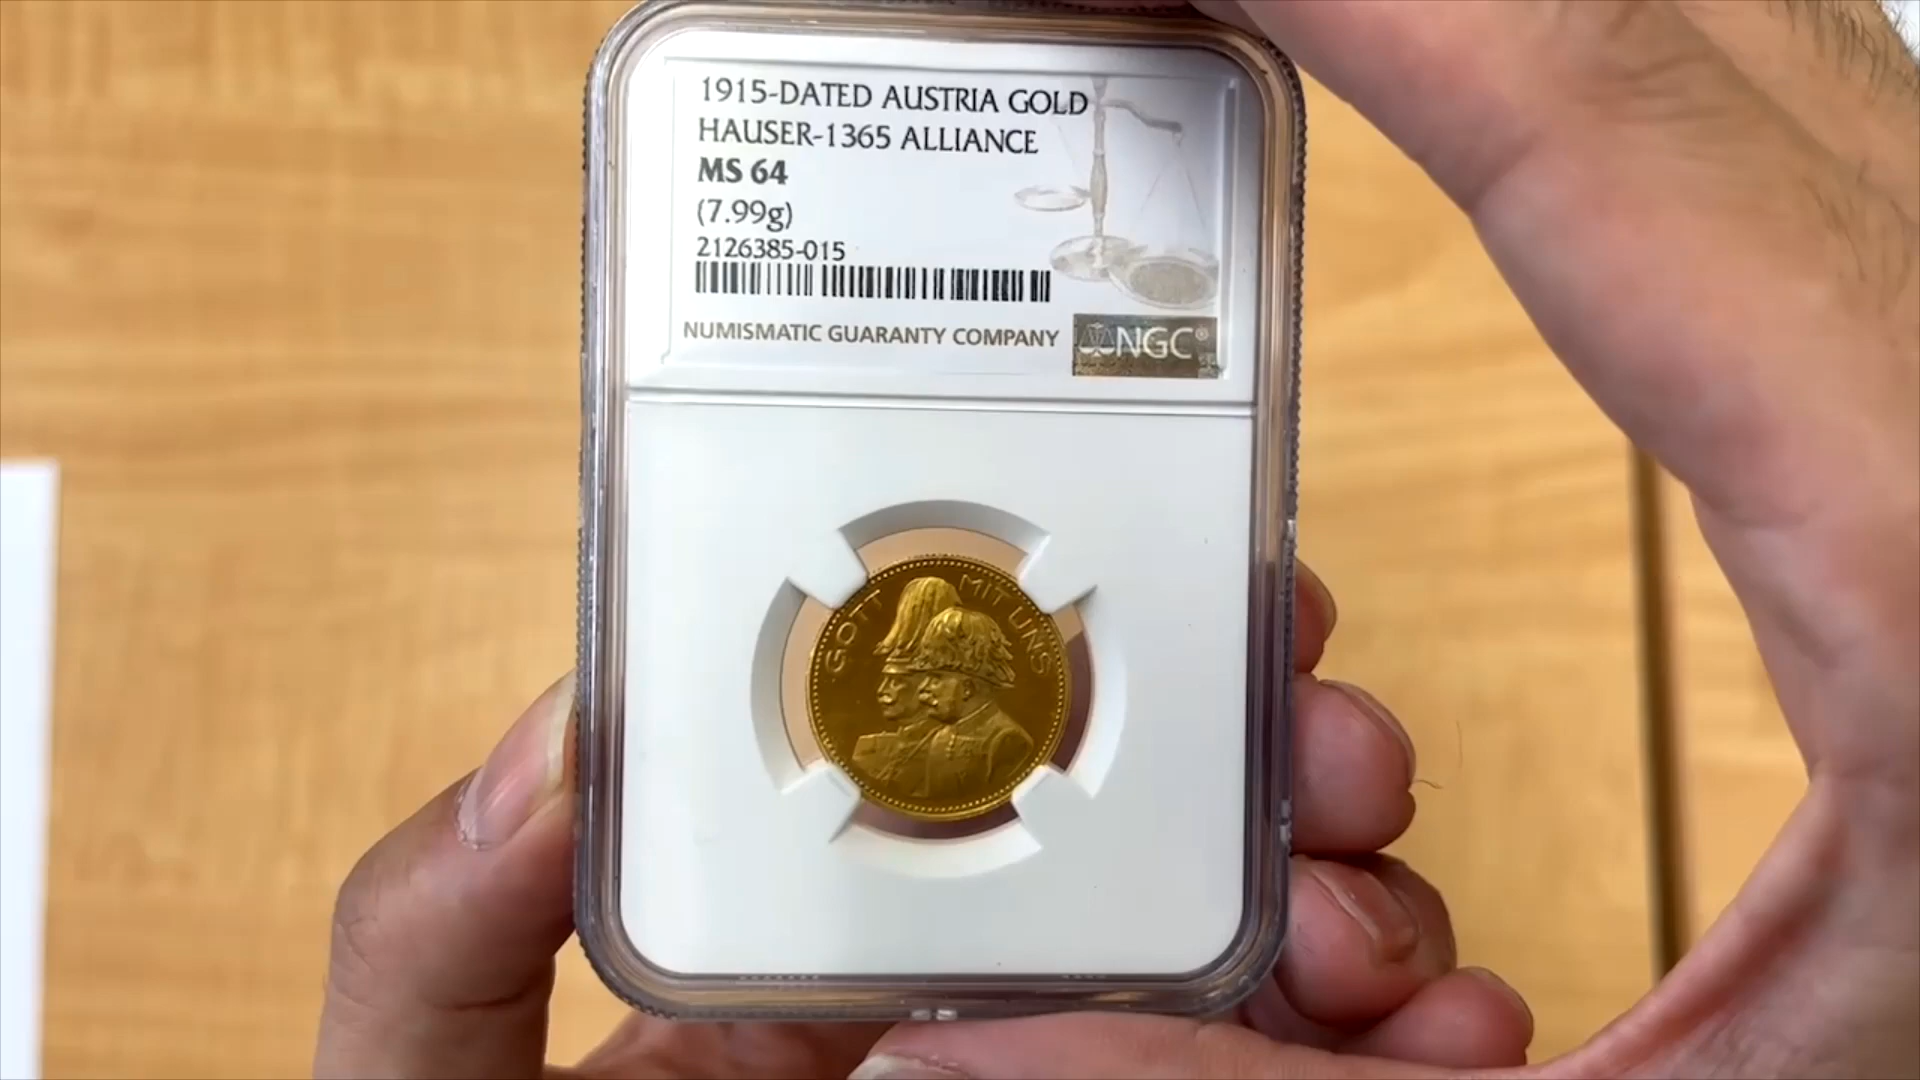 1915-DATED AUSTRIA GOLD
HAUSER-1365 ALLIANCE
MS 64
(7.99g)
2126385-015
NUMISMATIC GUARANTY COMPANY
NGC®
GOTT MIT UNS